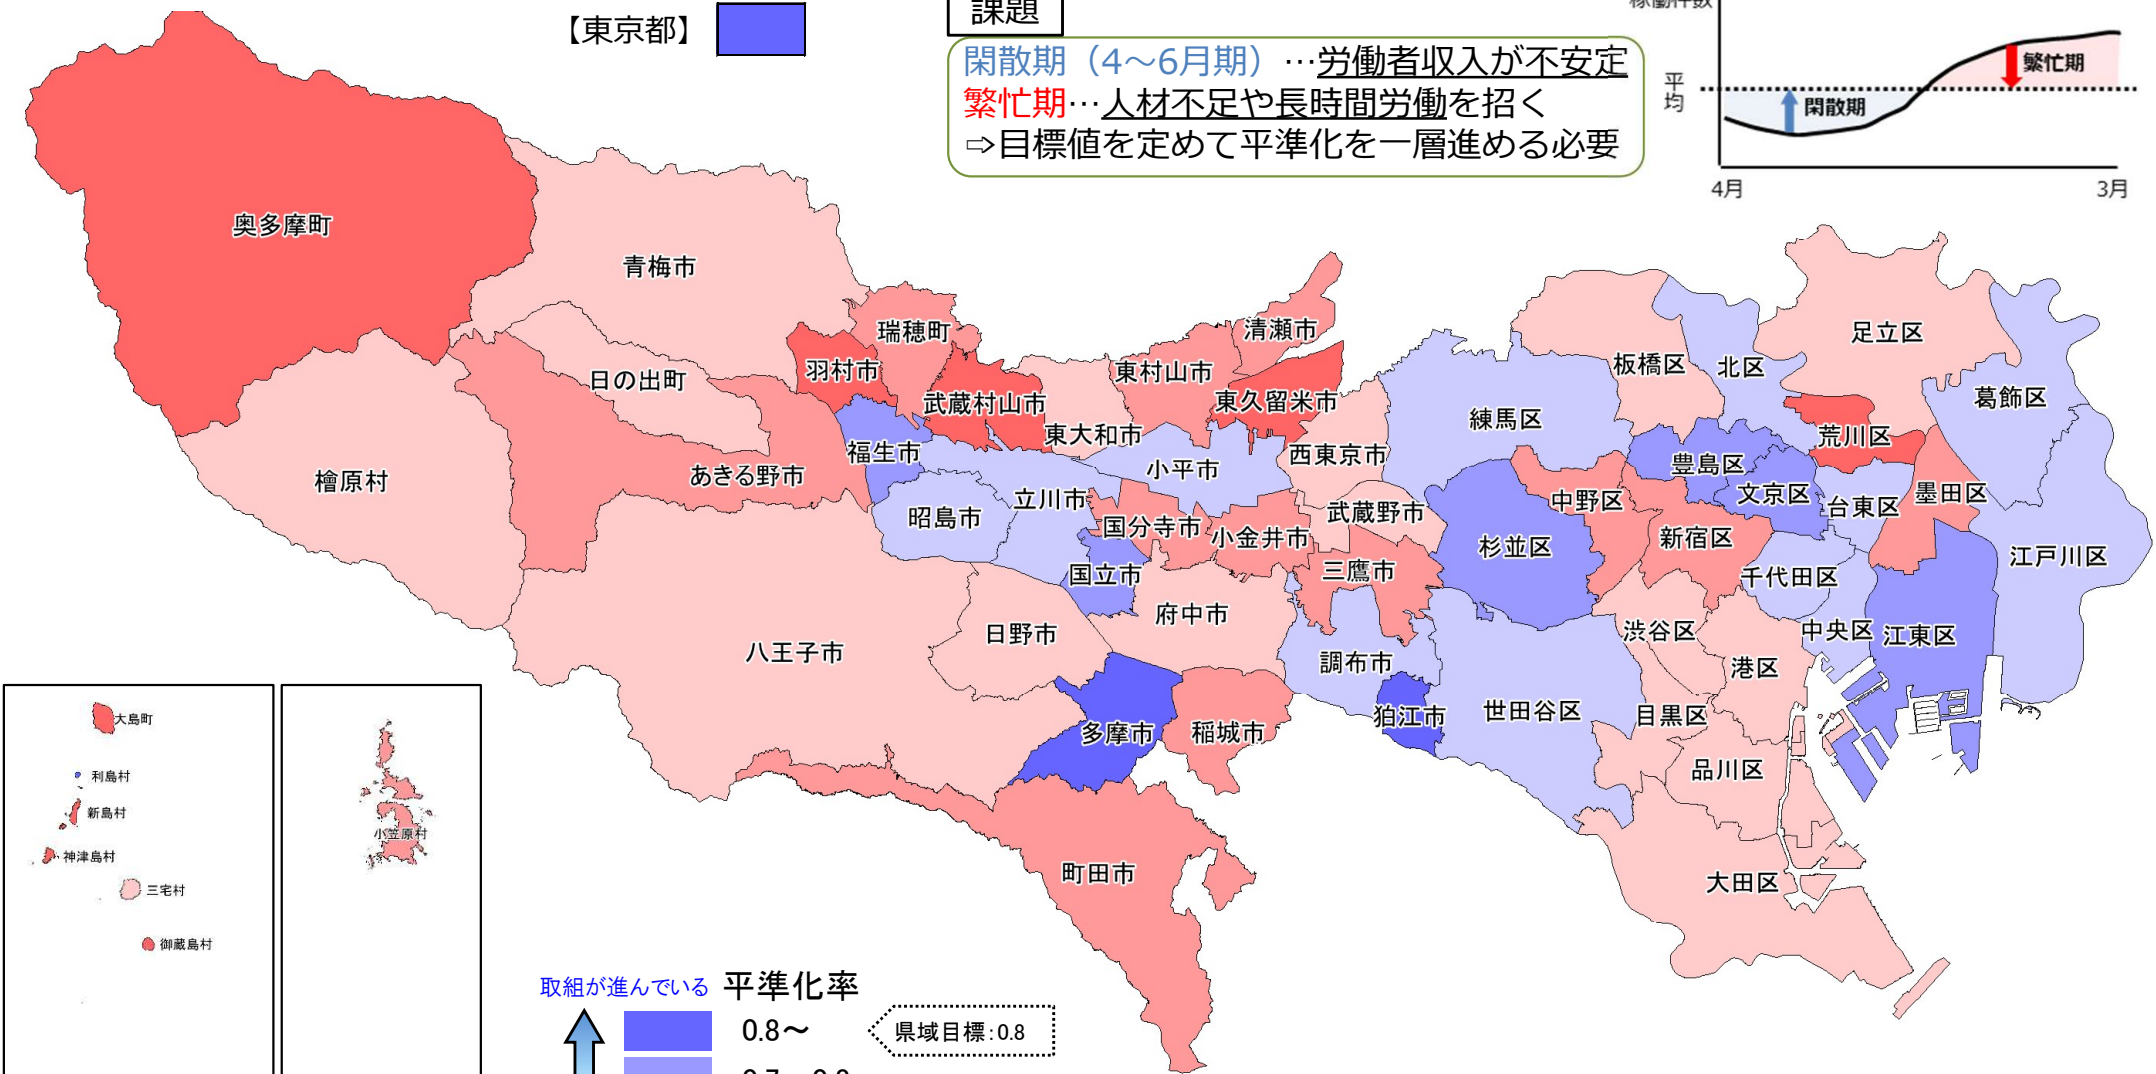 【東京都】
課題
稼働件数
閑散期（4～6月期）…労働者収入が不安定
繁忙期…人材不足や長時間労働を招く
⇨目標値を定めて平準化を一層進める必要
平均
繁忙期
閑散期
4月
3月
奥多摩町
青梅市
瑞穂町
清瀬市
羽村市
日の出町
武蔵村山市
東村山市
東久留米市
東大和市
板橋区
北区
足立区
葛飾区
練馬区
荒川区
檜原村
あきる野市
福生市
小平市
西東京市
豊島区
文京区
台東区
墨田区
昭島市
立川市
国分寺市
小金井市
武蔵野市
中野区
新宿区
杉並区
江戸川区
国立市
三鷹市
千代田区
八王子市
日野市
府中市
調布市
渋谷区
港区
中央区
江東区
多摩市
稲城市
狛江市
世田谷区
目黒区
品川区
町田市
大田区
大島町
利島村
新島村
神津島村
三宅村
御蔵島村
小笠原村
取組が進んでいる
平準化率
0.8～
県域目標：0.8